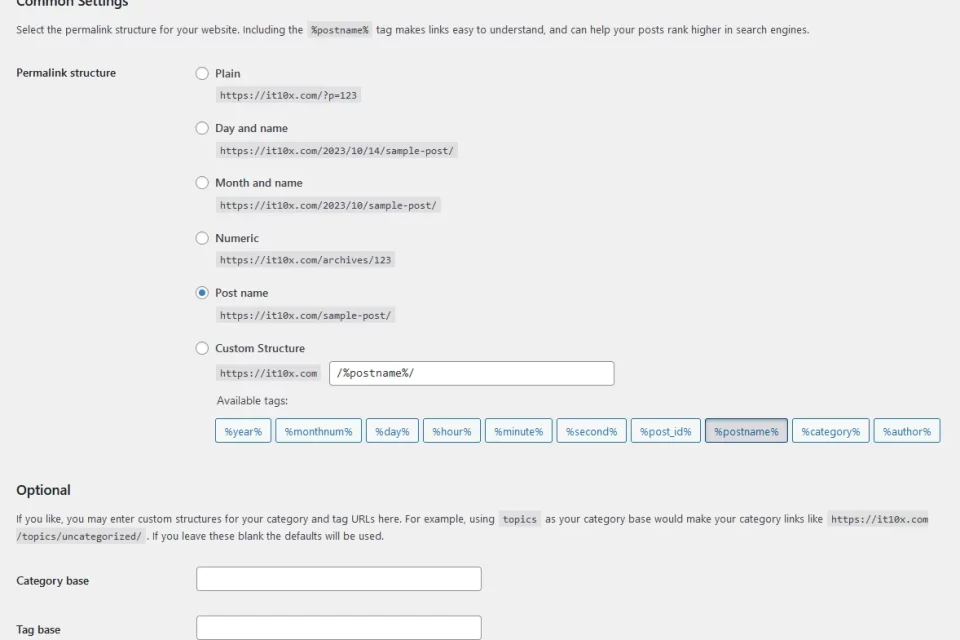 Common Settings
Select the permalink structure for your website. Including the %postname% tag makes links easy to understand, and can help your posts rank higher in search engines.
Permalink structure
Plain
https://it10x.com/?p=123
Day and name
https://it10x.com/2023/10/14/sample-post/
Month and name
https://it10x.com/2023/10/sample-post/
Numeric
https://it10x.com/archives/123
Post name
https://it10x.com/sample-post/
Custom Structure
https://it10x.com /%postname%/
Available tags:
%year% %monthnum% %day% %hour% %minute% %second% %post_id% %postname% %category% %author%
Optional
If you like, you may enter custom structures for your category and tag URLs here. For example, using topics as your category base would make your category links like https://it10x.com
/topics/uncategorized/ . If you leave these blank the defaults will be used.
Category base
Tag base